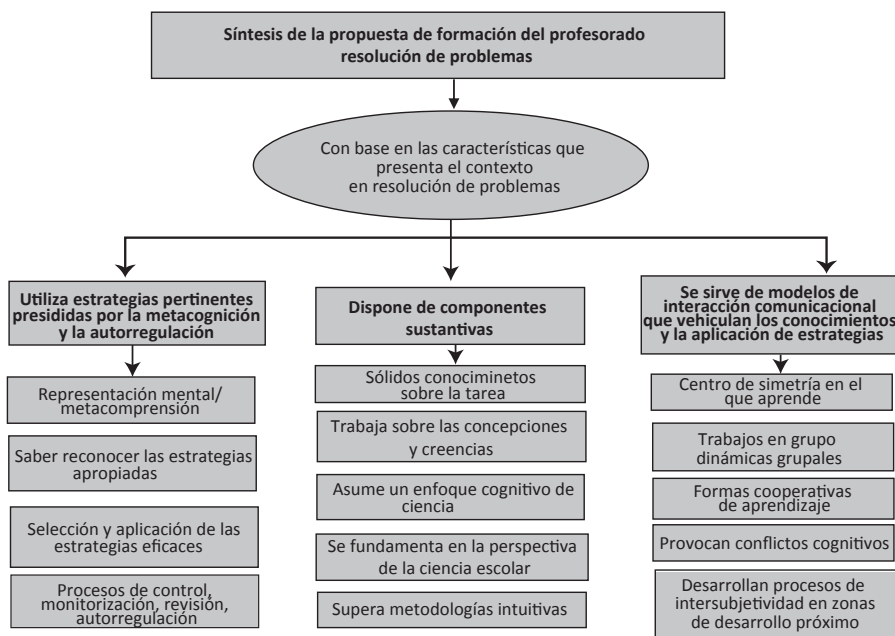 Síntesis de la propuesta de formación del profesorado
resolución de problemas
Con base en las características que
presenta el contexto
en resolución de problemas
Utiliza estrategias pertinentes
presididas por la metacognición
y la autorregulación
Representación mental/
metacomprensión
Saber reconocer las estrategias
apropiadas
Selección y aplicación de las
estrategias eficaces
Procesos de control,
monitorización, revisión,
autorregulación
Dispone de componentes
sustantivas
Sólidos conociminetos
sobre la tarea
Trabaja sobre las concepciones
y creencias
Asume un enfoque cognitivo de
ciencia
Se fundamenta en la perspectiva
de la ciencia escolar
Supera metodologías intuitivas
Se sirve de modelos de
interacción comunicacional
que vehiculan los conocimientos
y la aplicación de estrategias
Centro de simetría en el
que aprende
Trabajos en grupo
dinámicas grupales
Formas cooperativas
de aprendizaje
Provocan conflictos cognitivos
Desarrollan procesos de
intersubjetividad en zonas
de desarrollo próximo